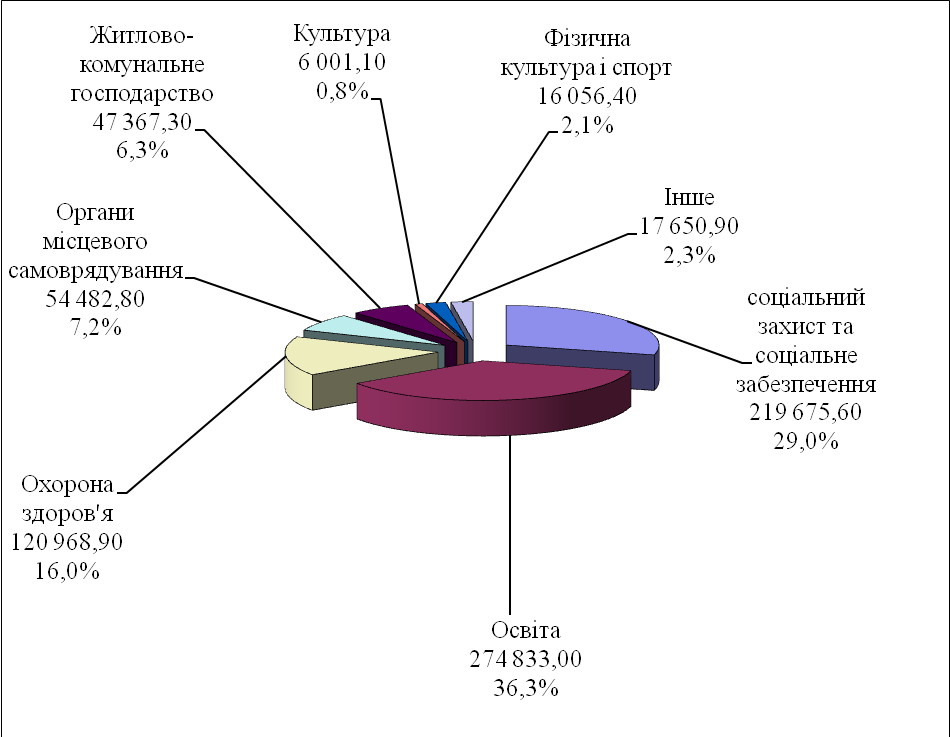 Житлово-
комунальне
господарство
47 367,30
6,3%
Культура
6 001,10
0,8%
Фізична
культура і спорт
16 056,40
2,1%
Інше
17 650,90
2,3%
Органи
місцевого
самоврядування
54 482,80
7,2%
соціальний
захист та
соціальне
забезпечення
219 675,60
29,0%
Охорона
здоров'я
120 968,90
16,0%
Освіта
274 833,00
36,3%